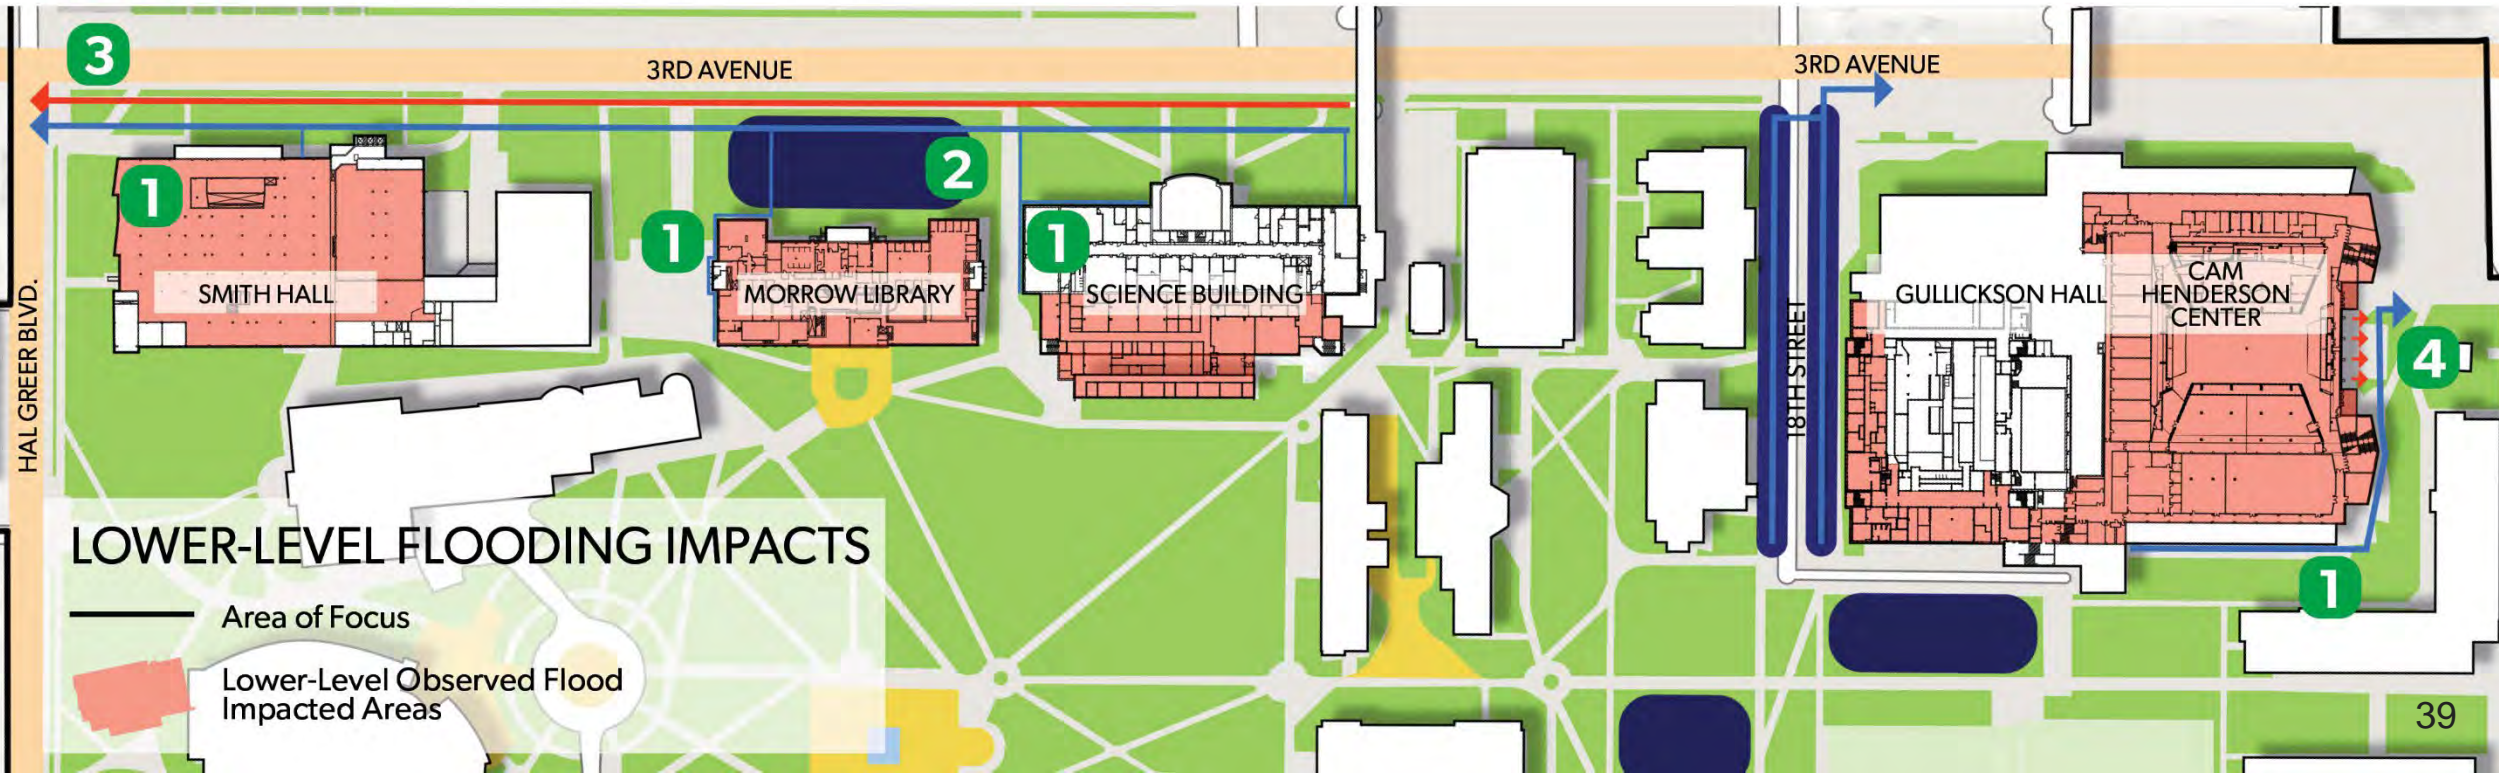 3
3RD AVENUE
3RD AVENUE
2
1
1
1
SMITH HALL
MORROW LIBRARY
SCIENCE BUILDING
GULLICKSON HALL
CAM
HENDERSON
CENTER
4
18TH STREET
HAL GREER BLVD.
1
LOWER-LEVEL FLOODING IMPACTS
Area of Focus
Lower-Level Observed Flood
Impacted Areas
39